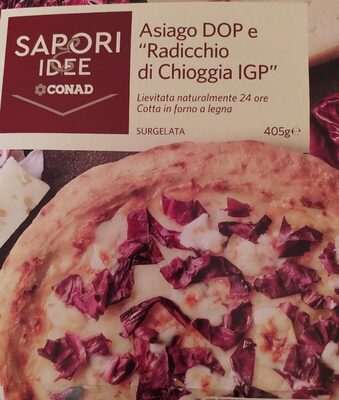 SAPORI
IDEE
CONAD
Asiago DOP e
“Radicchio
di Chioggia IGP”
Lievitata naturalmente 24 ore
Cotta in forno a legna
SURGELATA
405g℮